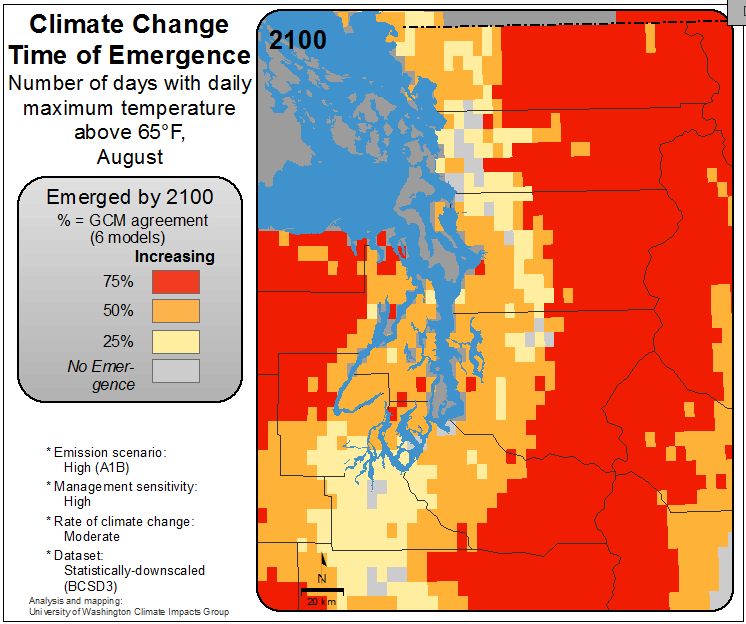 Climate Change
Time of Emergence
Number of days with daily
maximum temperature
above 65°F,
August
Emerged by 2100
% = GCM agreement
(6 models)
Increasing
75%
50%
25%
No Emer-
gence
* Emission scenario:
High (A1B)
* Management sensitivity:
High
* Rate of climate change:
Moderate
* Dataset:
Statistically-downscaled
(BCSD3)
Analysis and mapping:
University of Washington Climate Impacts Group
2100
N
20 km